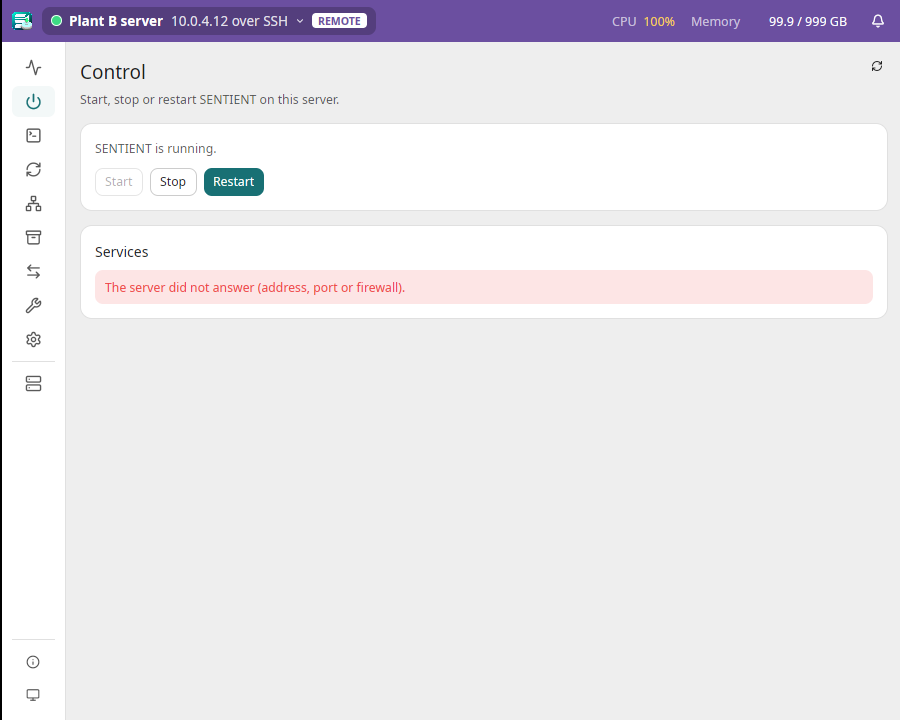 Plant B server 10.0.4.12 over SSH REMOTE CPU 100% Memory 99.9 / 999 GB
Control
Start, stop or restart SENTIENT on this server.
SENTIENT is running.
Start Stop Restart
Services
The server did not answer (address, port or firewall).